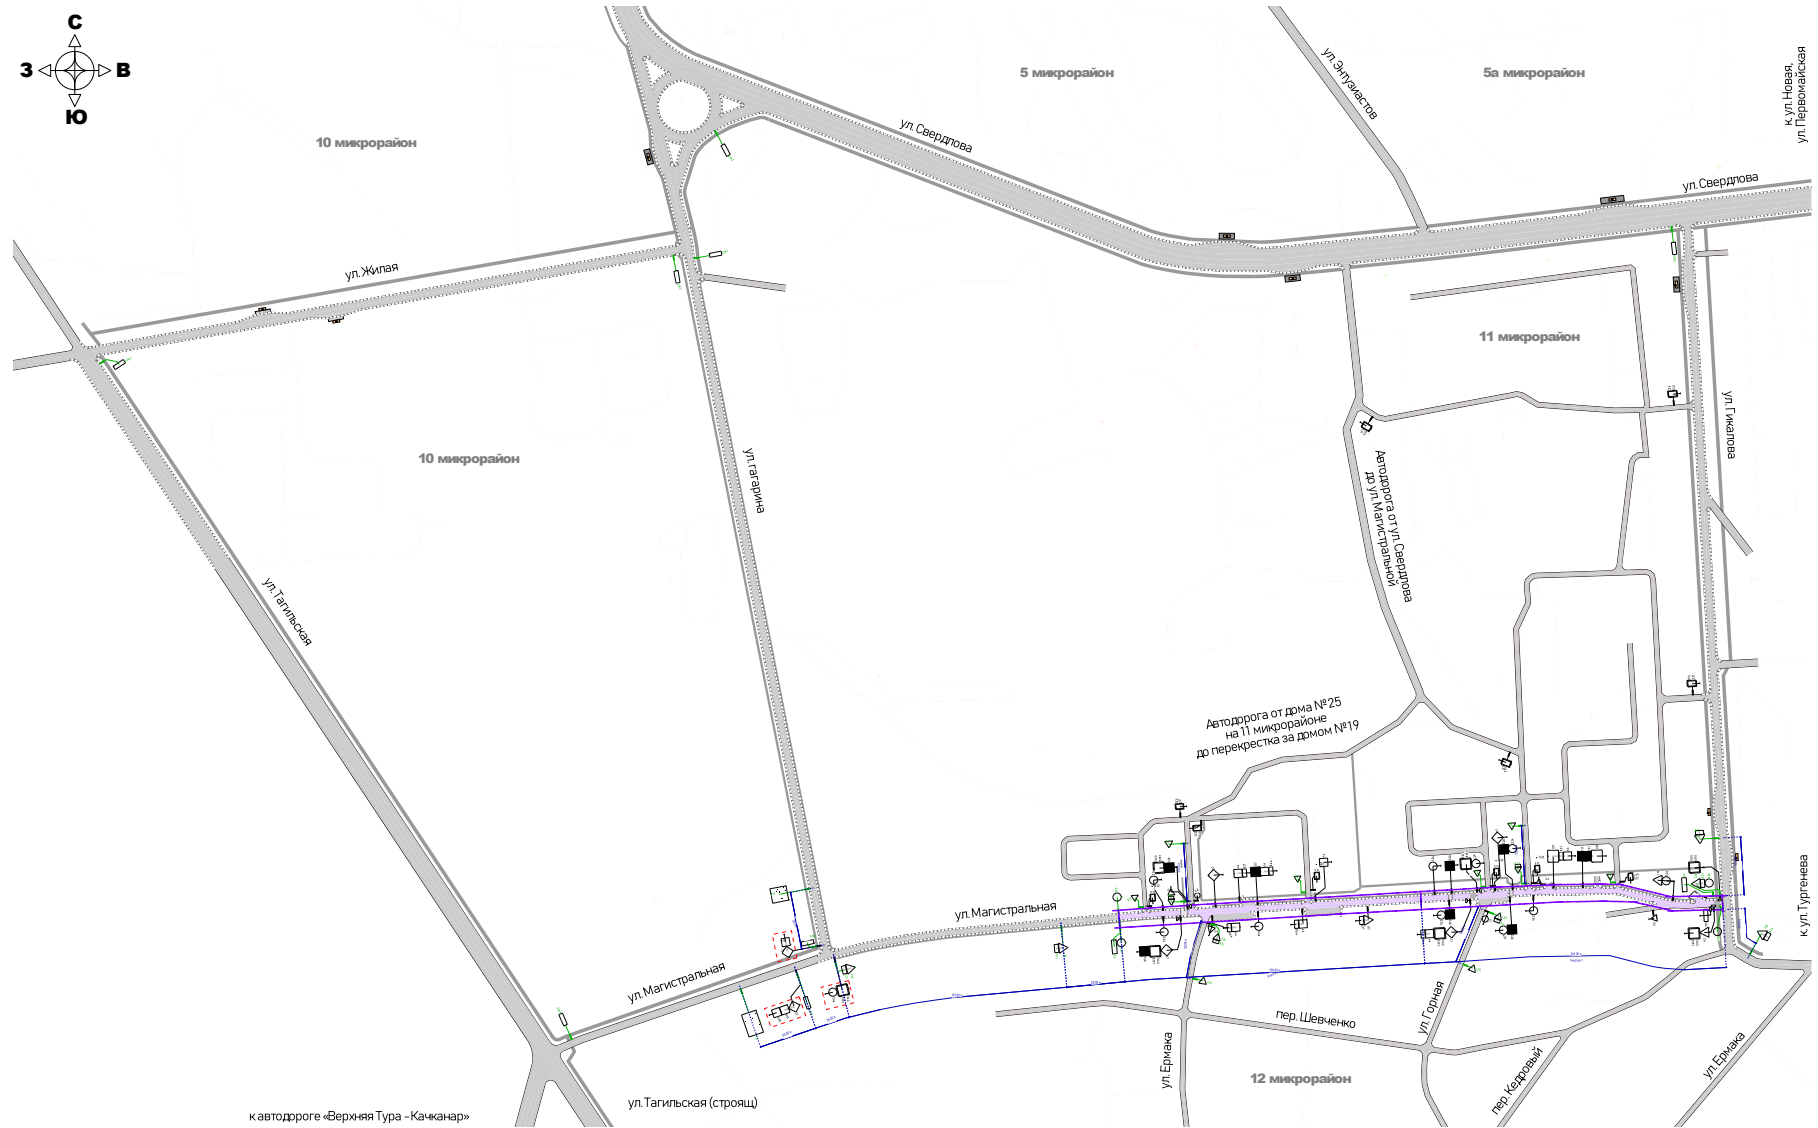 С
З
В
Ю
5 микрорайон
5а микрорайон
ул. Энтузиастов
к ул. Новая,
ул. Первомайская
10 микрорайон
ул. Свердлова
ул. Свердлова
ул. Жилая
11 микрорайон
ул. Гикалова
10 микрорайон
ул. гагарина
Автодорога от ул. Свердлова
до ул. Магистральной
ул. Тагильская
Автодорога от дома №25
на 11 микрорайоне
до перекрестка за домом №19
ул. Магистральная
к ул. Тургенева
ул. Магистральная
пер. Шевченко
ул. Горная
ул. Ермака
ул. Ермака
пер. Кедровый
12 микрорайон
ул. Тагильская (строящ)
к автодороге «Верхняя Тура - Качканар»